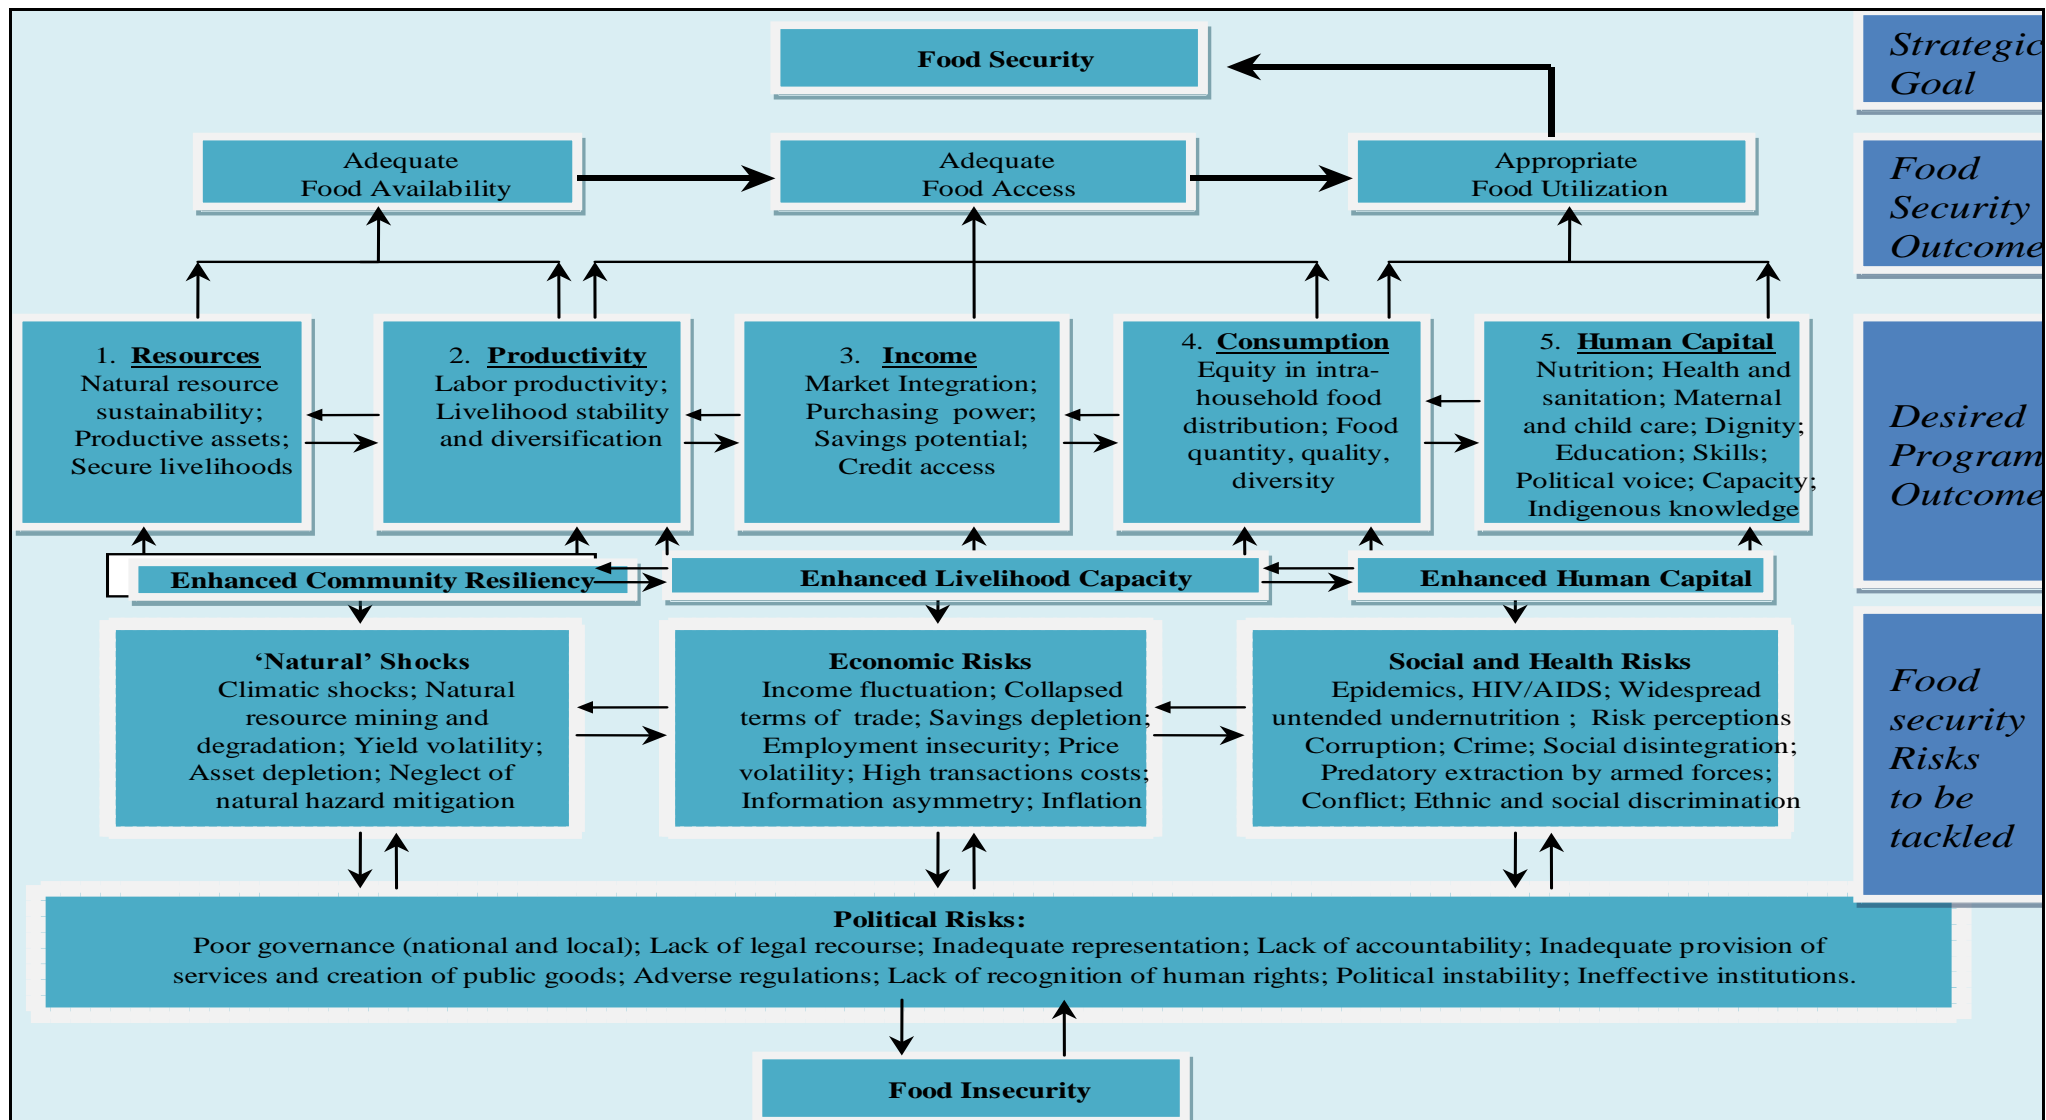 Food Security
Strategic
Goal
Adequate
Food Availability
Adequate
Food Access
Appropriate
Food Utilization
Food
Security
Outcome
1. Resources
Natural resource
sustainability;
Productive assets;
Secure livelihoods
2. Productivity
Labor productivity;
Livelihood stability
and diversification
3. Income
Market Integration;
Purchasing power;
Savings potential;
Credit access
4. Consumption
Equity in intra-
household food
distribution; Food
quantity, quality,
diversity
5. Human Capital
Nutrition; Health and
sanitation; Maternal
and child care; Dignity;
Education; Skills;
Political voice; Capacity;
Indigenous knowledge
Desired
Program
Outcome
Enhanced Community Resiliency
Enhanced Livelihood Capacity
Enhanced Human Capital
‘Natural’ Shocks
Climatic shocks; Natural
resource mining and
degradation; Yield volatility;
Asset depletion; Neglect of
natural hazard mitigation
Economic Risks
Income fluctuation; Collapsed
terms of trade; Savings depletion;
Employment insecurity; Price
volatility; High transactions costs;
Information asymmetry; Inflation
Social and Health Risks
Epidemics, HIV/AIDS; Widespread
untended undernutrition ; Risk perceptions
Corruption; Crime; Social disintegration;
Predatory extraction by armed forces;
Conflict; Ethnic and social discrimination
Food
security
Risks
to be
tackled
Political Risks:
Poor governance (national and local); Lack of legal recourse; Inadequate representation; Lack of accountability; Inadequate provision of
services and creation of public goods; Adverse regulations; Lack of recognition of human rights; Political instability; Ineffective institutions.
Food Insecurity